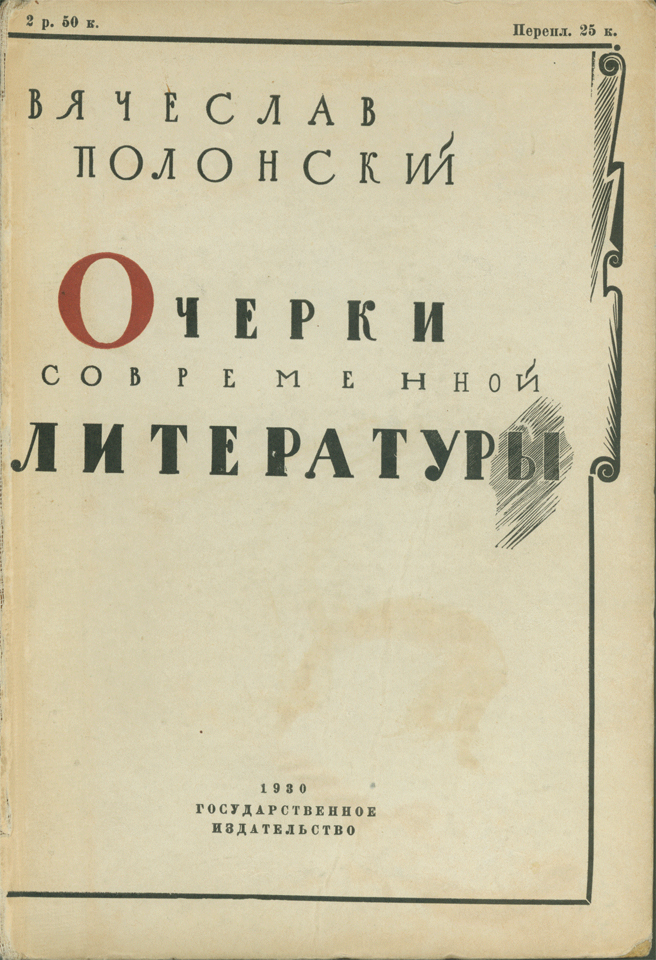 2 р. 50 к.
Перепл. 25 к.
ВЯЧЕСЛАВ
ПОЛОНСКИЙ
ОЧЕРКИ
СОВРЕМЕННОЙ
ЛИТЕРАТУРЫ
1930
ГОСУДАРСТВЕННОЕ
ИЗДАТЕЛЬСТВО